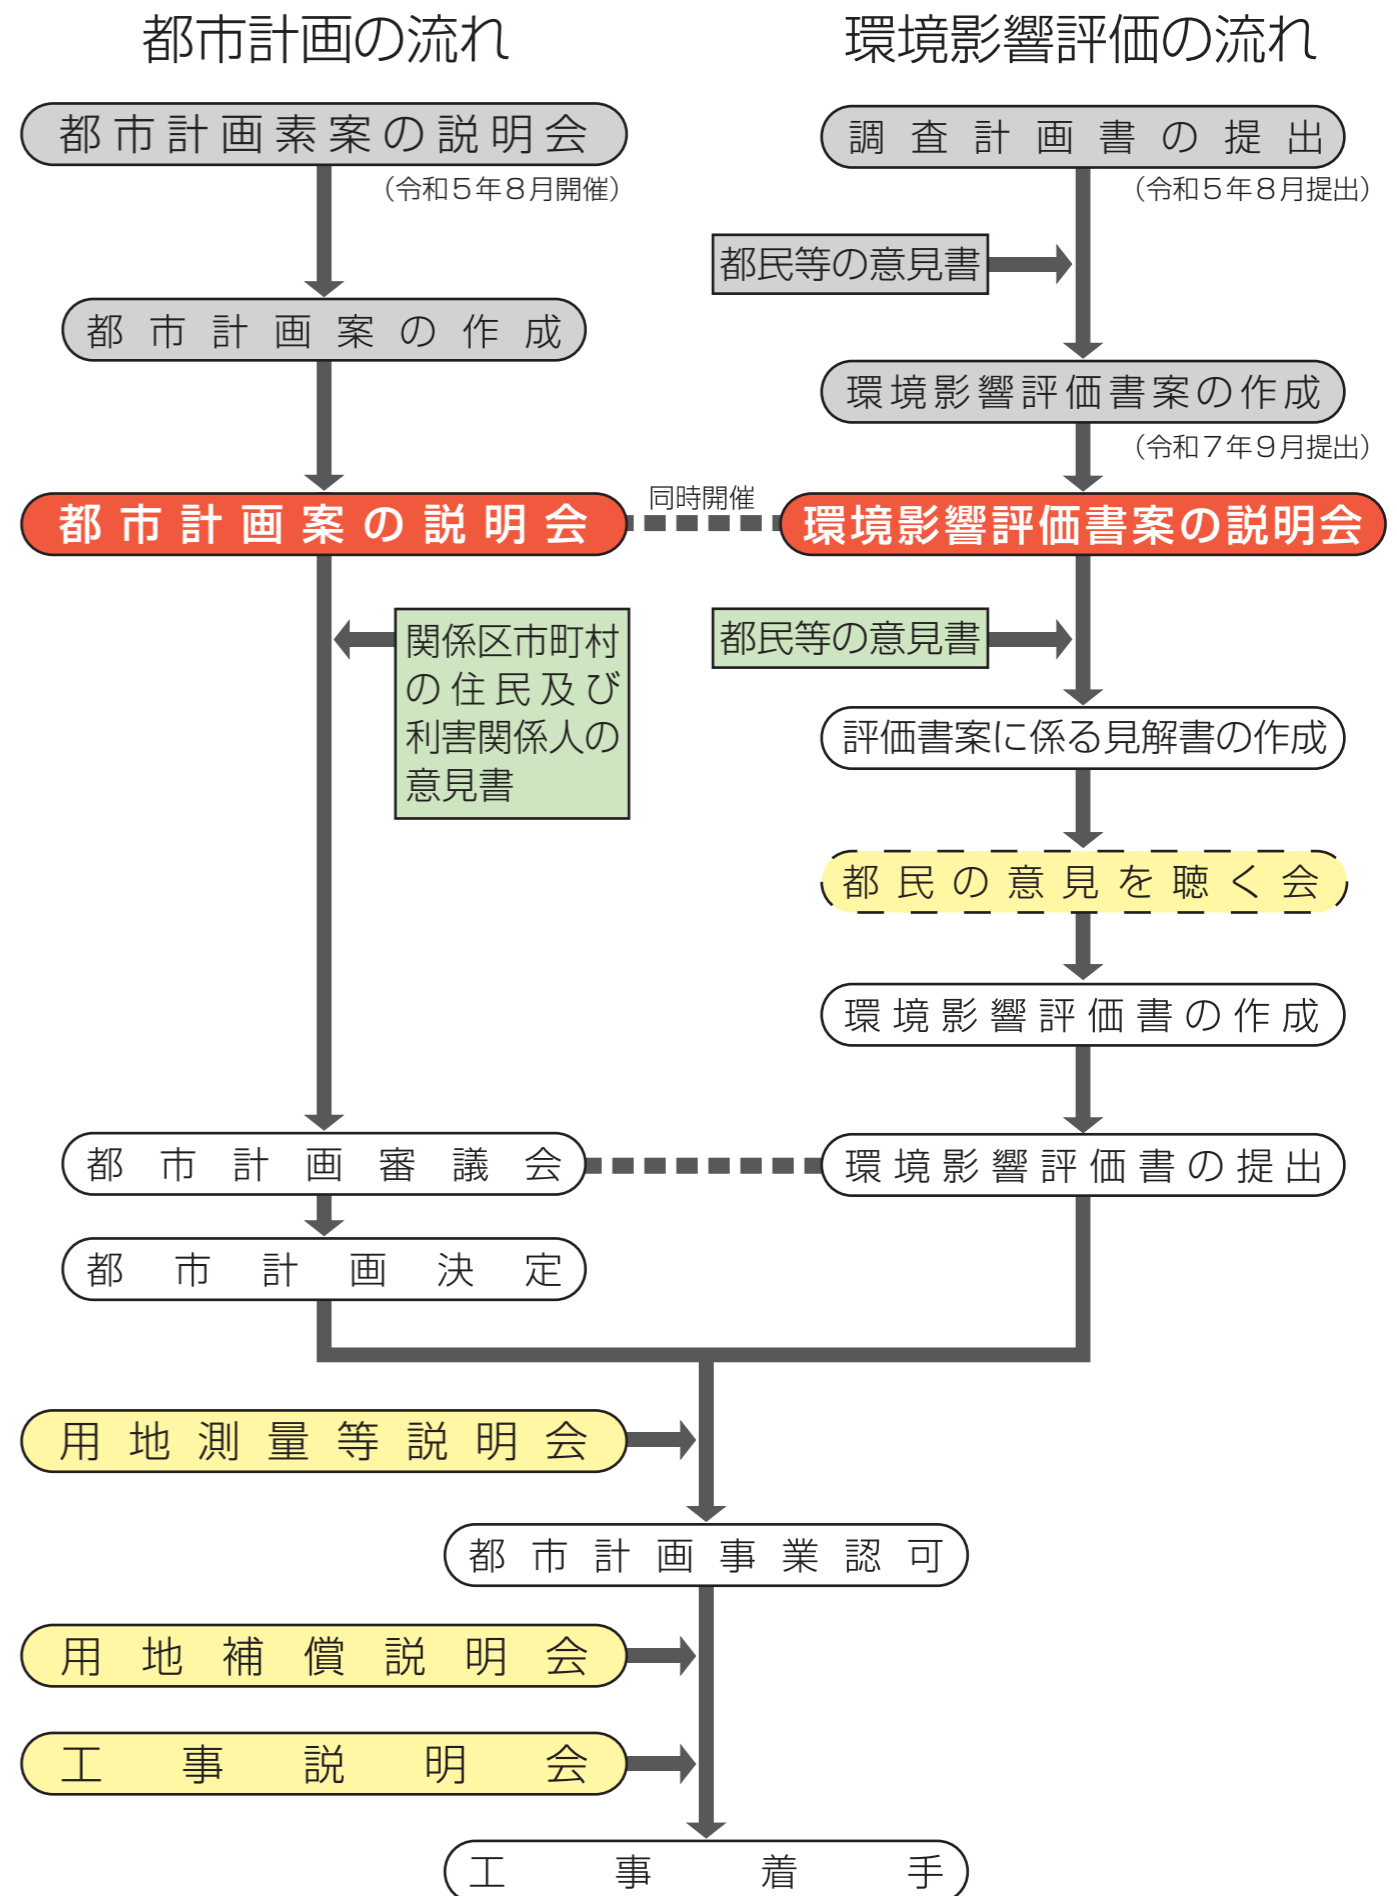 都市計画の流れ
都市計画素案の説明会
（令和5年8月開催）
都市計画案の作成
都市計画案の説明会
同時開催
関係区市町村
の住民及び
利害関係人の
意見書
都市計画審議会
都市計画決定
環境影響評価の流れ
調査計画書の提出
（令和5年8月提出）
都民等の意見書
環境影響評価書案の作成
（令和7年9月提出）
環境影響評価書案の説明会
都民等の意見書
評価書案に係る見解書の作成
都民の意見を聴く会
環境影響評価書の作成
環境影響評価書の提出
用地測量等説明会
都市計画事業認可
用地補償説明会
工事説明会
工事着手